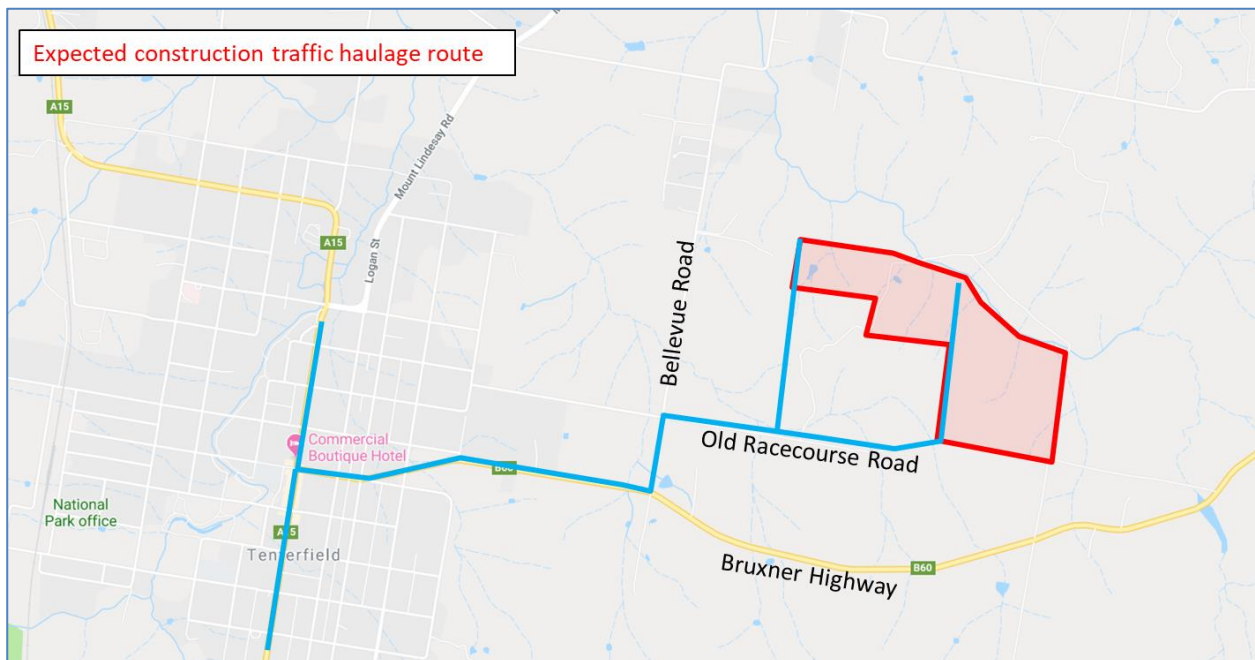 Expected construction traffic haulage route
A15
Mount Lindesay Rd
A15
Logan St
Bellevue Road
Commercial
Boutique Hotel
Old Racecourse Road
B60
National
Park office
A15
Tenterfield
Bruxner Highway
B60